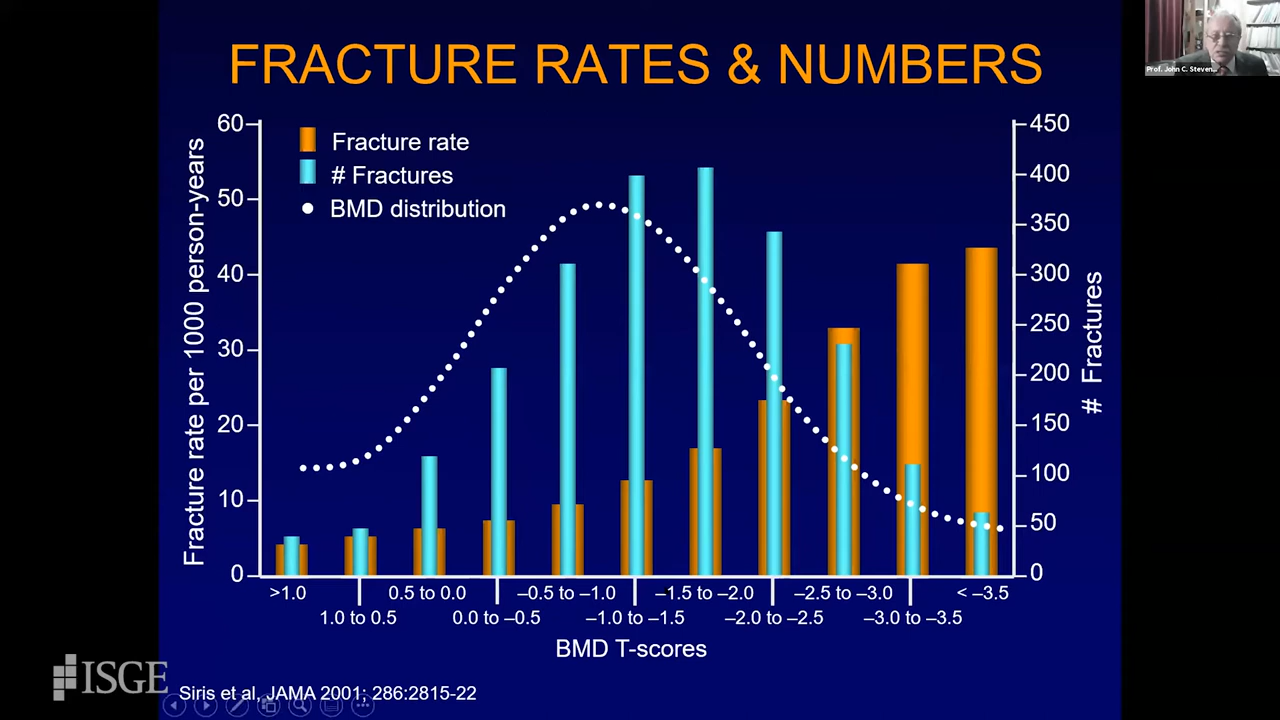 FRACTURE RATES & NUMBERS
Prof. John C. Steven...
Fracture rate
# Fractures
BMD distribution
Fracture rate per 1000 person-years
60
50
40
30
20
10
0
450
400
350
300
250
200
150
100
50
0
# Fractures
>1.0
1.0 to 0.5
0.5 to 0.0
0.0 to –0.5
–0.5 to –1.0
–1.0 to –1.5
–1.5 to –2.0
–2.0 to –2.5
–2.5 to –3.0
–3.0 to –3.5
< –3.5
BMD T-scores
ISGE
Siris et al, JAMA 2001; 286:2815-22